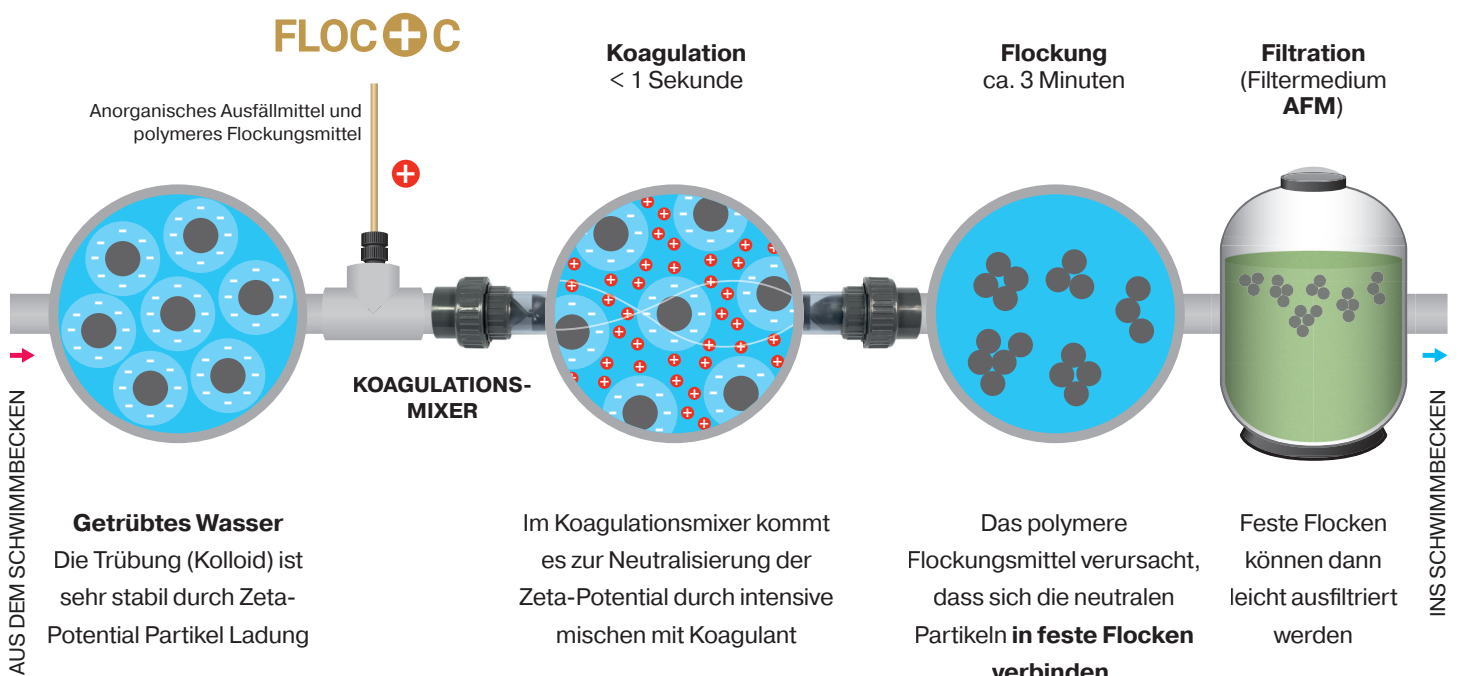 FLOC+C
Anorganisches Ausfällmittel und
polymeres Flockungsmittel
Koagulation
< 1 Sekunde
Flockung
ca. 3 Minuten
Filtration
(Filtermedium
AFM)
KOAGULATIONS-
MIXER
AUS DEM SCHWIMMBECKEN
Getrübtes Wasser
Die Trübung (Kolloid) ist
sehr stabil durch Zeta-
Potential Partikel Ladung
Im Koagulationsmixer kommt
es zur Neutralisierung der
Zeta-Potential durch intensive
mischen mit Koagulant
Das polymere
Flockungsmittel verursacht,
dass sich die neutralen
Partikeln in feste Flocken
verbinden
Feste Flocken
können dann
leicht ausfiltriert
werden
INS SCHWIMMBECKEN